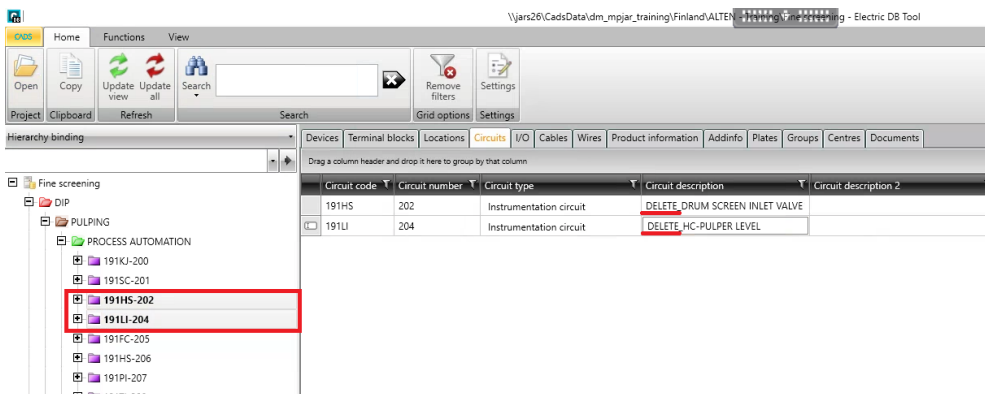 \\jars26\CadsData\dm_mpjar_training\Finland\ALTEN - Training\Fine screening - Electric DB Tool
CADS Home Functions View
Open Copy Update view Update all Search Remove filters Settings
Project Clipboard Refresh Search Grid options Settings
Hierarchy binding
Devices Terminal blocks Locations Circuits I/O Cables Wires Product information Addinfo Plates Groups Centres Documents
Drag a column header and drop it here to group by that column
Fine screening
Circuit code Circuit number Circuit type Circuit description Circuit description 2
DIP
191HS 202 Instrumentation circuit DELETE_DRUM SCREEN INLET VALVE
PULPING
191LI 204 Instrumentation circuit DELETE_HC-PULPER LEVEL
PROCESS AUTOMATION
191KJ-200
191SC-201
191HS-202
191LI-204
191FC-205
191HS-206
191PI-207